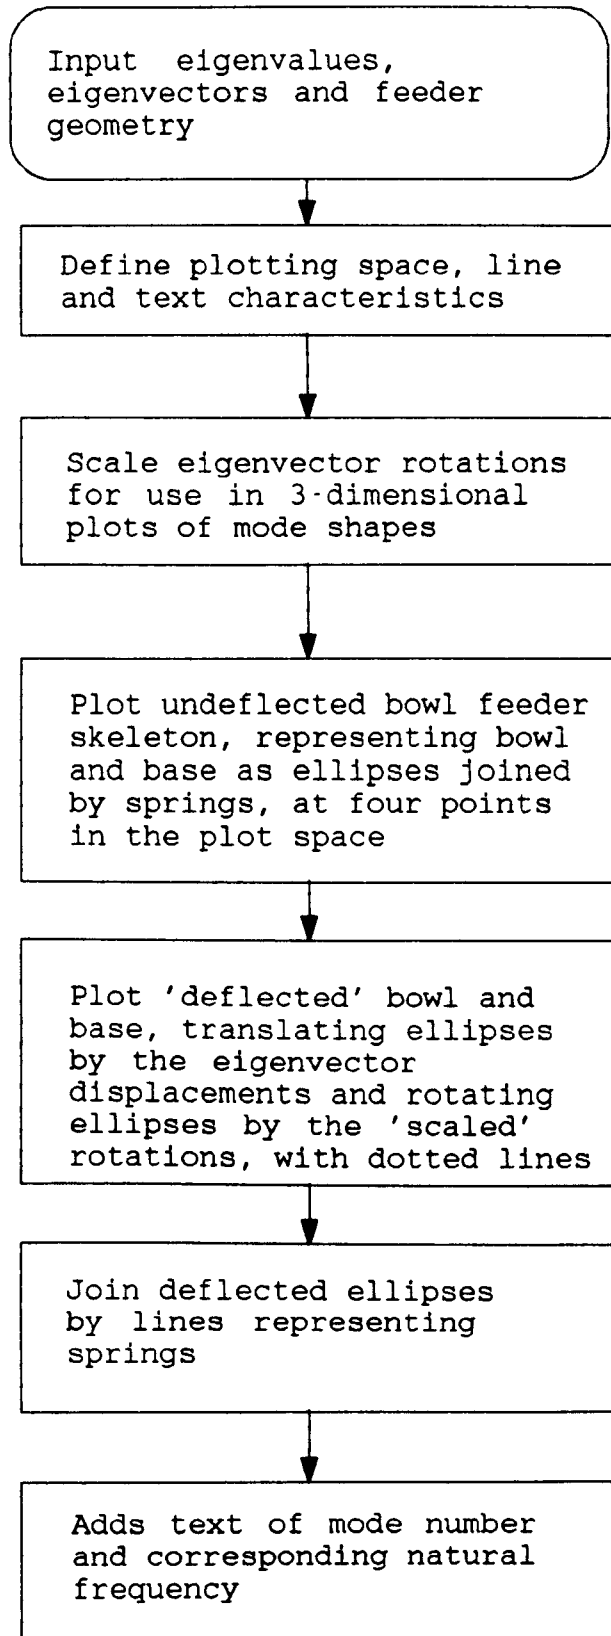 Input eigenvalues,
eigenvectors and feeder
geometry
Define plotting space, line
and text characteristics
Scale eigenvector rotations
for use in 3-dimensional
plots of mode shapes
Plot undeflected bowl feeder
skeleton, representing bowl
and base as ellipses joined
by springs, at four points
in the plot space
Plot 'deflected' bowl and
base, translating ellipses
by the eigenvector
displacements and rotating
ellipses by the 'scaled'
rotations, with dotted lines
Join deflected ellipses
by lines representing
springs
Adds text of mode number
and corresponding natural
frequency